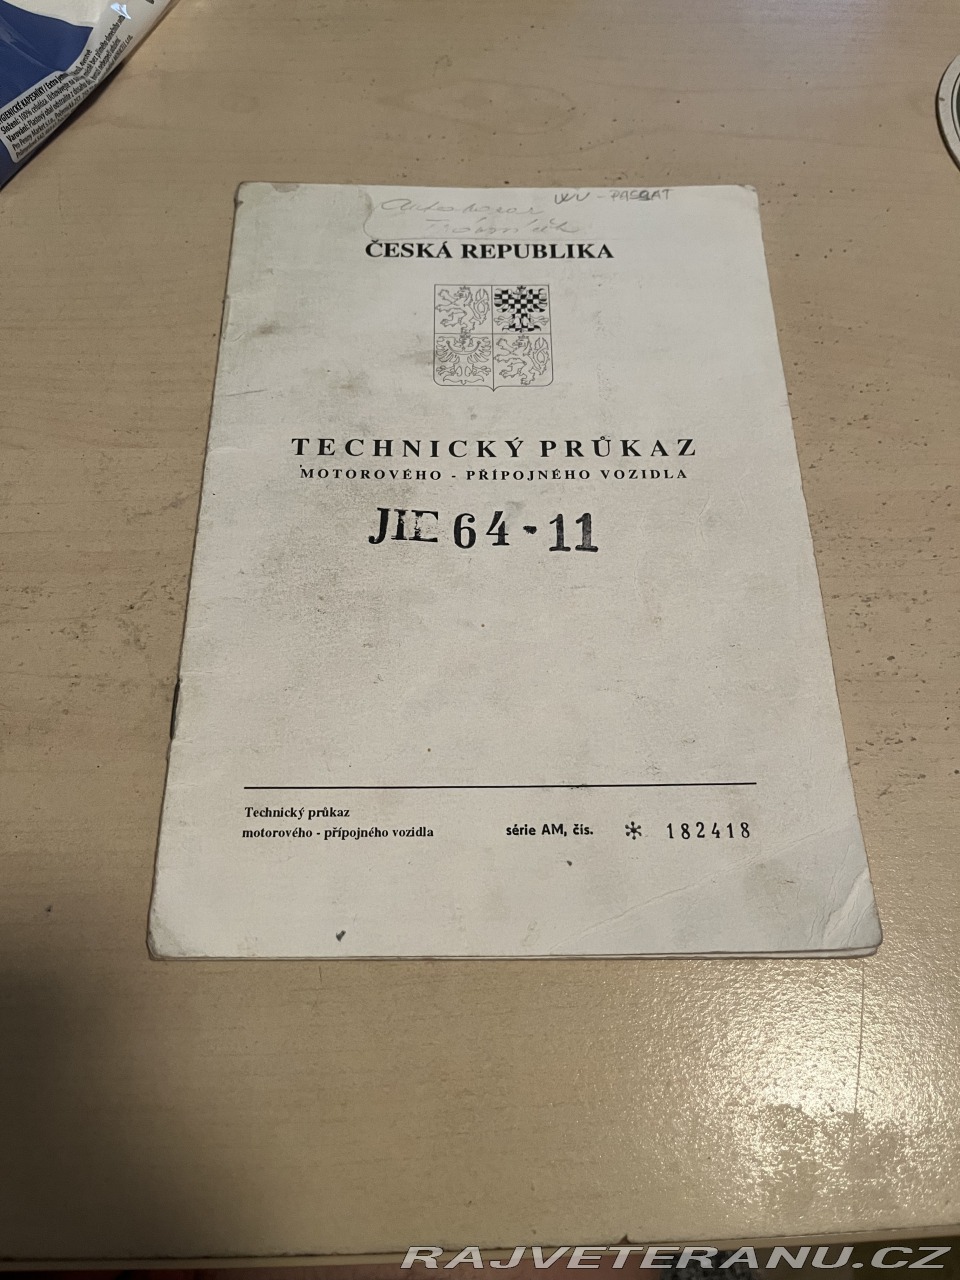 WV - PASSAT
ČESKÁ REPUBLIKA
TECHNICKÝ PRŮKAZ
MOTOROVÉHO - PŘÍPOJNÉHO VOZIDLA
JIE 64-11
Technický průkaz
motorového - přípojného vozidla
série AM, čís. * 182418
RAJVETERANU.CZ